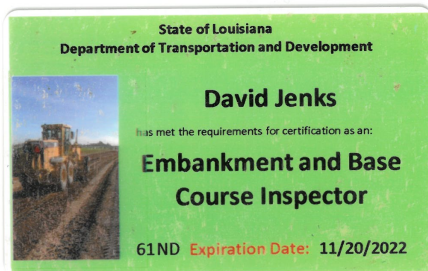 State of Louisiana
Department of Transportation and Development
David Jenks
has met the requirements for certification as an:
Embankment and Base
Course Inspector
61ND Expiration Date: 11/20/2022